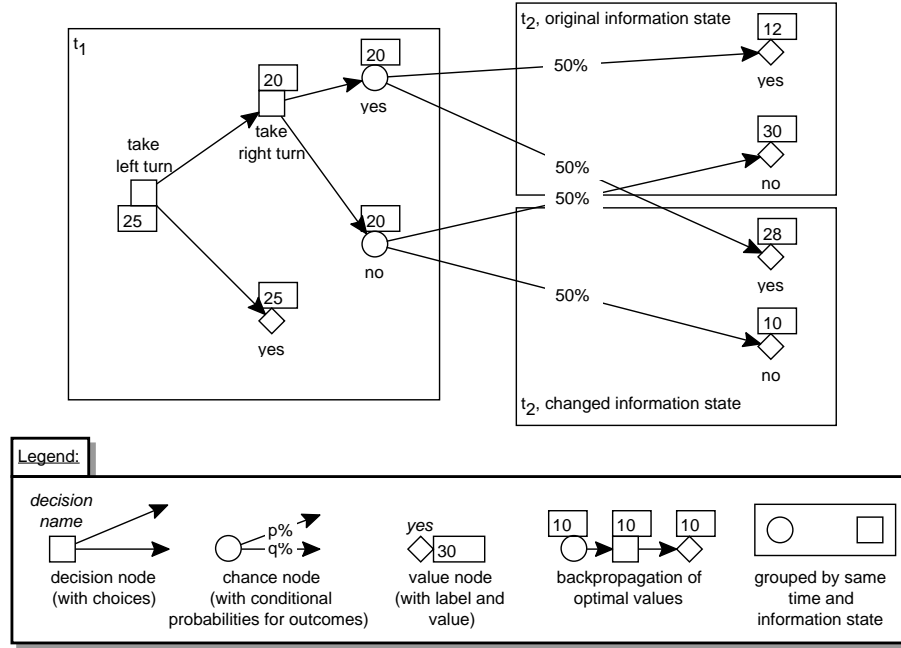 t1
t2, original information state
12
yes
20
yes
50%
20
take
right turn
take
left turn
25
30
no
50%
50%
20
no
28
yes
25
yes
50%
10
no
t2, changed information state
Legend:
decision
name
decision node
(with choices)
p%
q%
chance node
(with conditional
probabilities for outcomes)
yes
30
value node
(with label and
value)
10
10
10
backpropagation of
optimal values
grouped by same
time and
information state